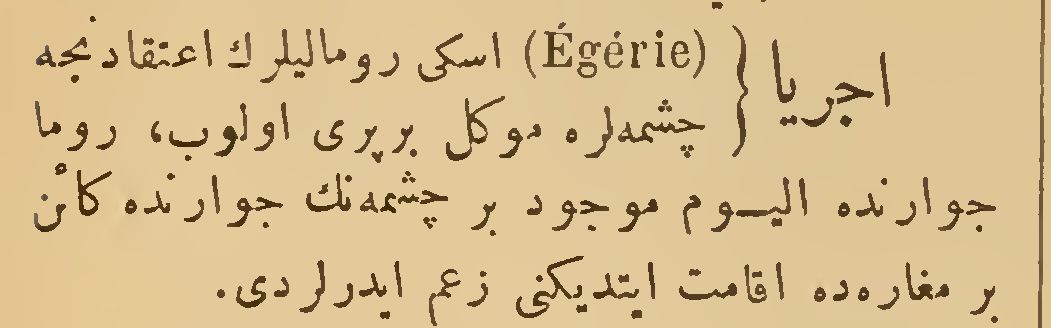 اجریا { (Égérie) اسکی رومالیلرك اعتقادنجه
چشمه‌لره موکل بر پری اولوب، روما
جوارنده الیـوم موجود بر چشمه‌نك جوارنده کائن
بر مغاره‌ده اقامت ایتدیکنی زعم ایدرلردی.